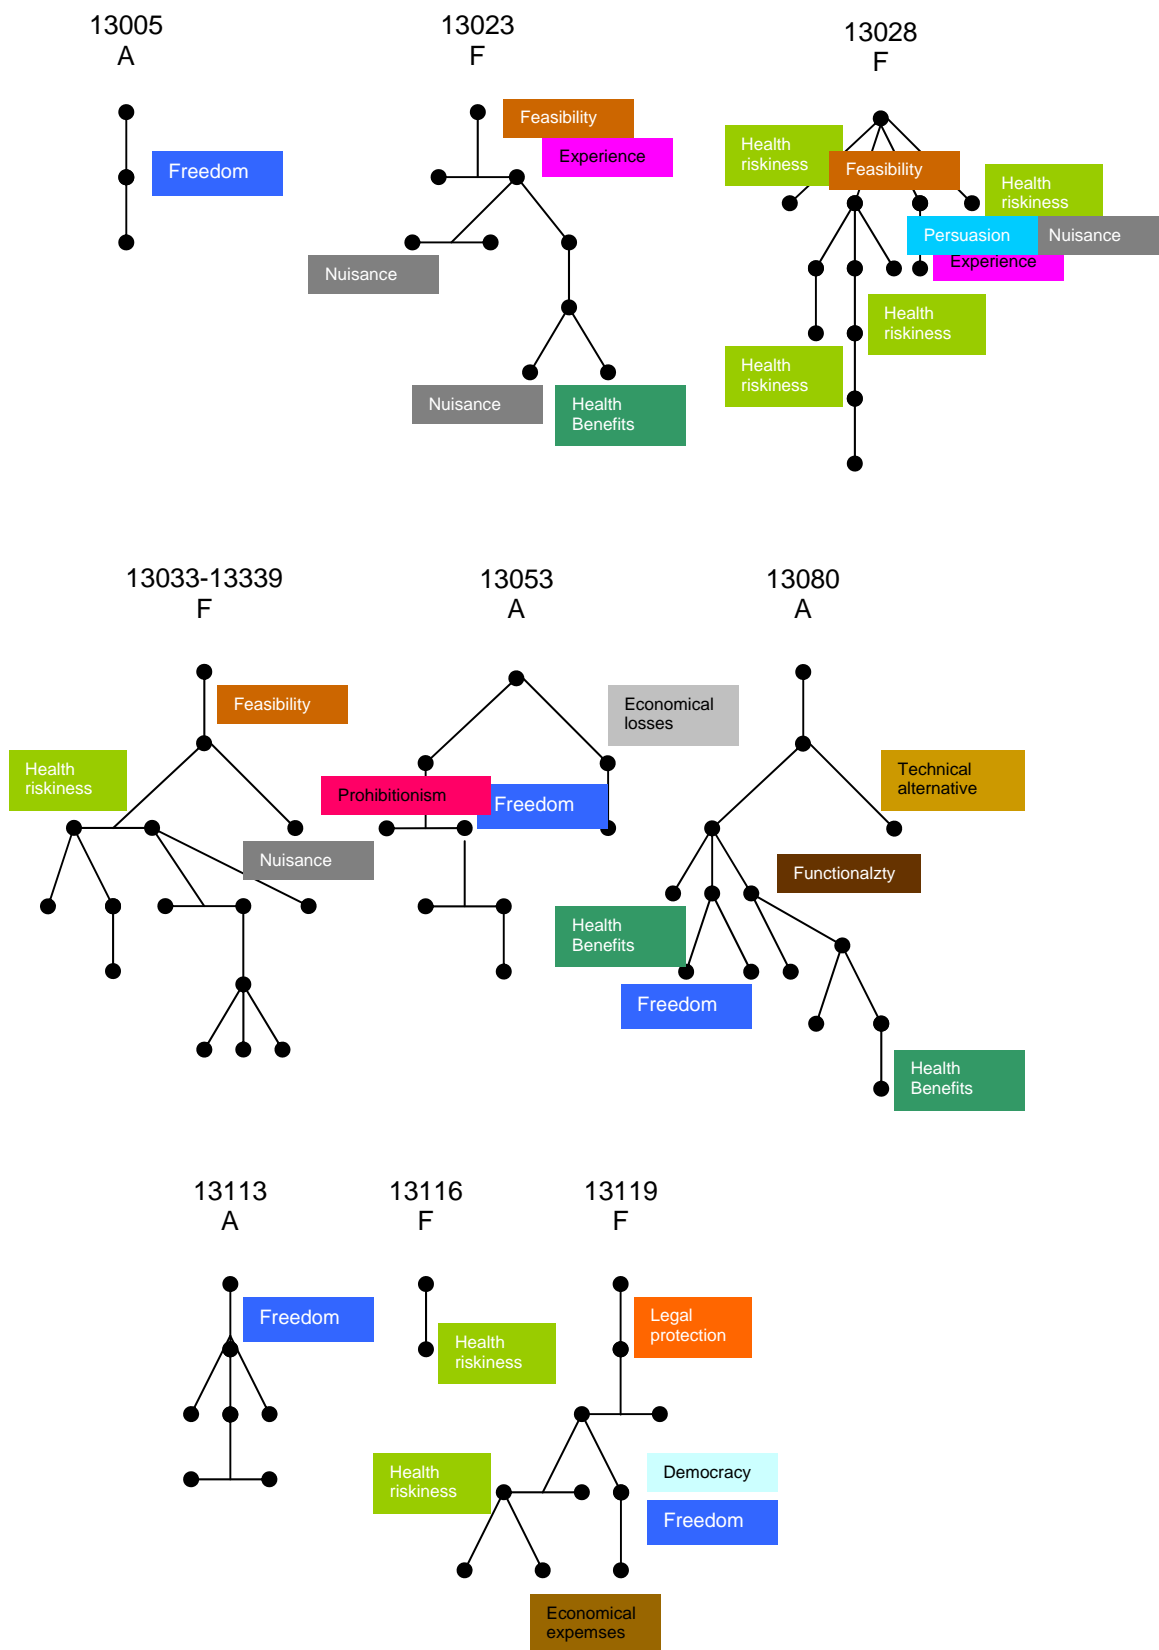 13005
A
Freedom
13023
F
Feasibility
Experience
Nuisance
Nuisance
Health
Benefits
13028
F
Health
riskiness
Feasibility
Health
riskiness
Persuasion
Nuisance
Experience
Health
riskiness
Health
riskiness
13033-13339
F
Feasibility
Health
riskiness
Nuisance
13053
A
Economical
losses
Prohibitionism
Freedom
13080
A
Technical
alternative
Functionalzty
Health
Benefits
Freedom
Health
Benefits
13113
A
Freedom
13116
F
Health
riskiness
13119
F
Legal
protection
Health
riskiness
Democracy
Freedom
Economical
expemses